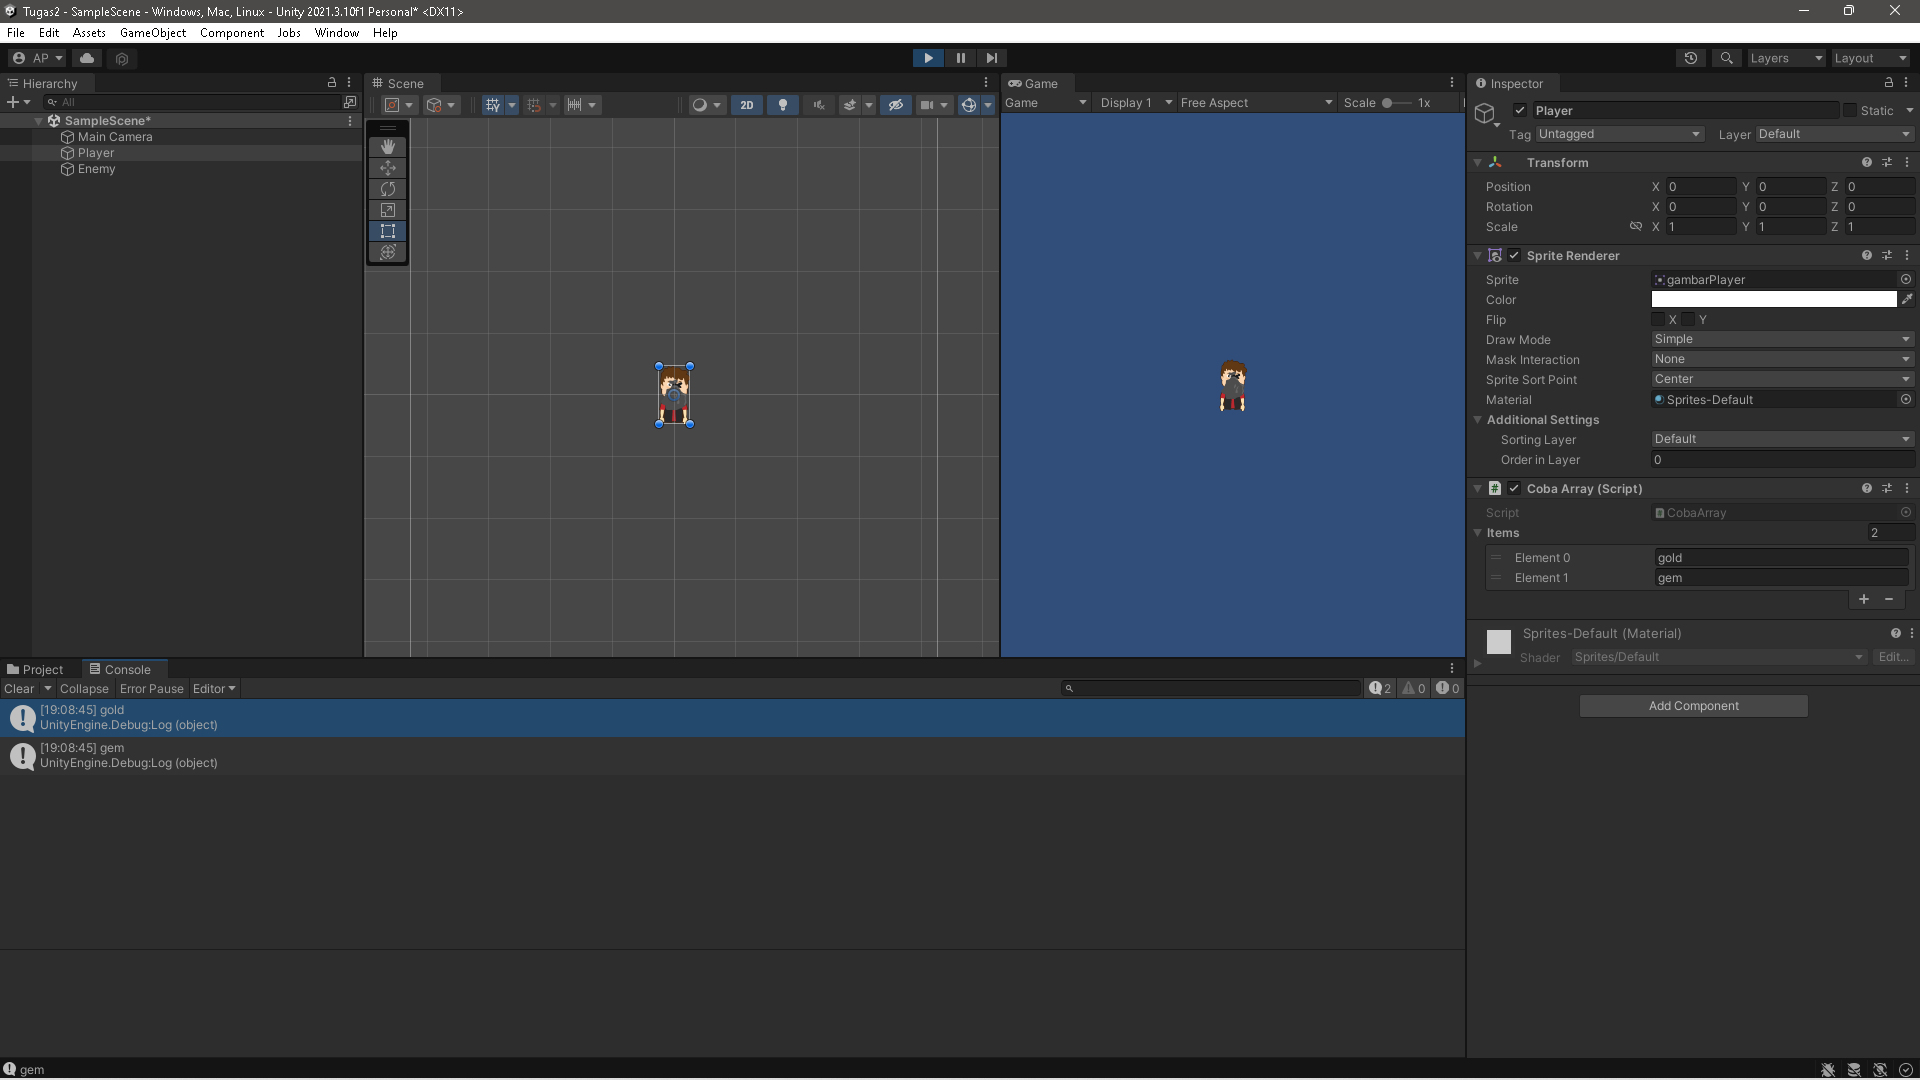 Tugas2 - SampleScene - Windows, Mac, Linux - Unity 2021.3.10f1 Personal* <DX11>
File Edit Assets GameObject Component Jobs Window Help
AP
Layers
Layout
Hierarchy
All
SampleScene*
Main Camera
Player
Enemy
Scene
2D
Game
Game
Display 1
Free Aspect
Scale
1x
Inspector
Player
Static
Tag
Untagged
Layer
Default
Transform
Position X 0 Y 0 Z 0
Rotation X 0 Y 0 Z 0
Scale X 1 Y 1 Z 1
Sprite Renderer
Sprite gambarPlayer
Color
Flip X Y
Draw Mode Simple
Mask Interaction None
Sprite Sort Point Center
Material Sprites-Default
Additional Settings
Sorting Layer Default
Order in Layer 0
Coba Array (Script)
Script CobaArray
Items 2
Element 0 gold
Element 1 gem
+ -
Sprites-Default (Material)
Shader Sprites/Default Edit...
Add Component
Project
Console
Clear Collapse Error Pause Editor
2 0 0
[19:08:45] gold
UnityEngine.Debug:Log (object)
[19:08:45] gem
UnityEngine.Debug:Log (object)
gem